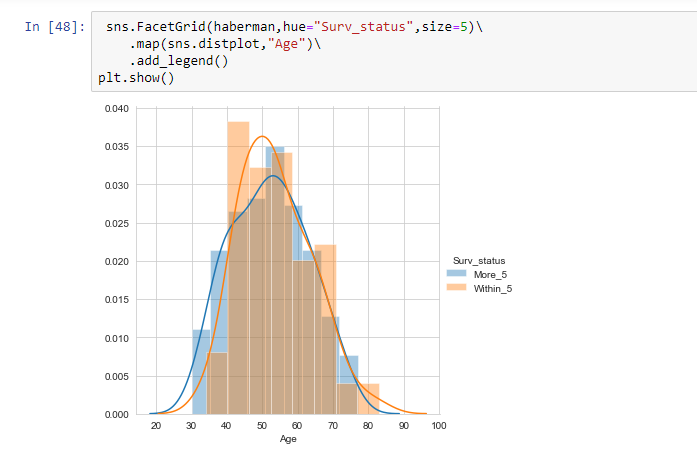 In [48]: sns.FacetGrid(haberman,hue="Surv_status",size=5)\
.map(sns.distplot,"Age")\
.add_legend()
plt.show()
0.040
0.035
0.030
0.025
0.020
0.015
0.010
0.005
0.000
Surv_status
More_5
Within_5
20 30 40 50 60 70 80 90 100
Age